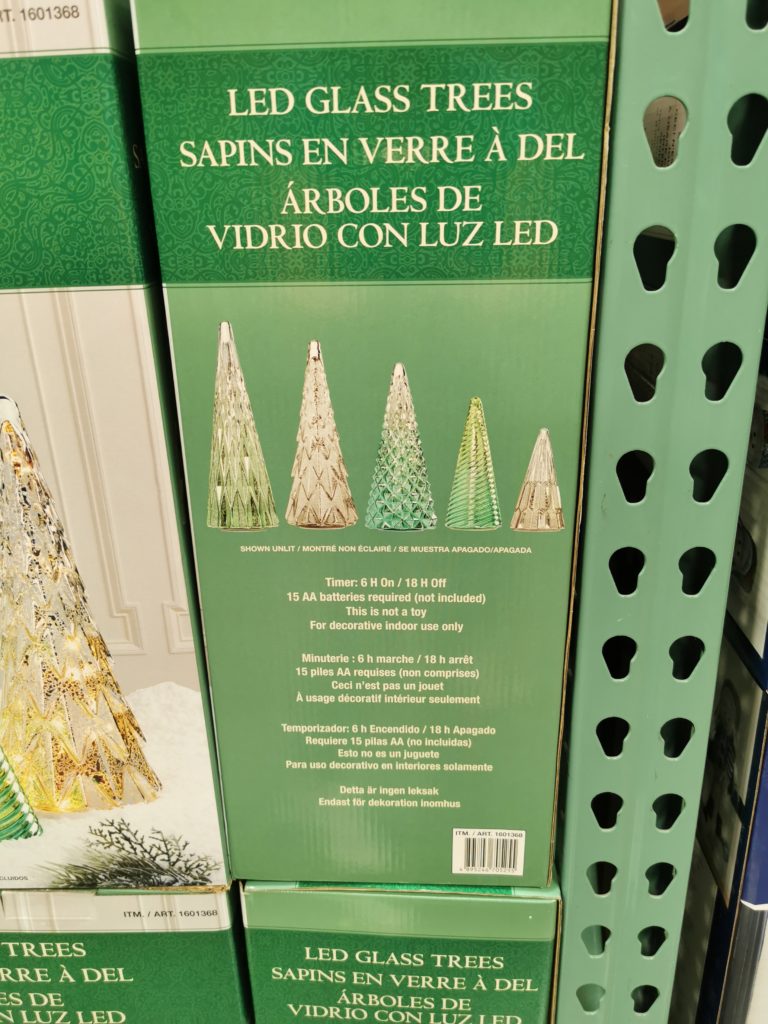 RT. 1601368
LED GLASS TREES
SAPINS EN VERRE À DEL
ÁRBOLES DE
VIDRIO CON LUZ LED
SHOWN UNLIT / MONTRÉ NON ÉCLAIRÉ / SE MUESTRA APAGADO/APAGADA
Timer: 6 H On / 18 H Off
15 AA batteries required (not included)
This is not a toy
For decorative indoor use only
Minuterie : 6 h marche / 18 h arrêt
15 piles AA requises (non comprises)
Ceci n'est pas un jouet
À usage décoratif intérieur seulement
Temporizador: 6 h Encendido / 18 h Apagado
Requiere 15 pilas AA (no incluidas)
Esto no es un juguete
Para uso decorativo en interiores solamente
Detta är ingen leksak
Endast för dekoration inomhus
ITM. / ART. 1601368
CLUIDOS
ITM. / ART. 1601368
TREES
RRE À DEL
ES DE
N LUZ LED
LED GLASS TREES
SAPINS EN VERRE À DEL
ÁRBOLES DE
VIDRIO CON LUZ LED